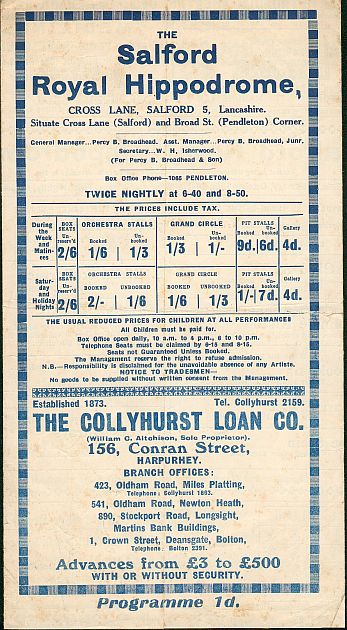 THE
Salford
Royal Hippodrome,
CROSS LANE, SALFORD 5, Lancashire.
Situate Cross Lane (Salford) and Broad St. (Pendleton) Corner.
General Manager...Percy B. Broadhead. Asst. Manager...Percy B. Broadhead, Junr.
Secretary...W. H. Isherwood.
(For Percy B. Broadhead & Son)
Box Office Phone—1065 PENDLETON.
TWICE NIGHTLY at 6-40 and 8-50.
THE PRICES INCLUDE TAX.
During the Week and Matinees
BOX SEATS Unreserv'd 2/6
ORCHESTRA STALLS Booked 1/6 Unbooked 1/3
GRAND CIRCLE Booked 1/3 Unbooked 1/-
PIT STALLS Booked 9d. Unbooked 6d.
Gallery 4d.
Saturday and Holiday Nights
BOX SEATS Unreserv'd 2/6
ORCHESTRA STALLS BOOKED 2/- UNBOOKED 1/6
GRAND CIRCLE BOOKED 1/6 UNBOOKED 1/3
PIT STALLS Booked 1/- Unbooked 7d.
Gallery 4d.
THE USUAL REDUCED PRICES FOR CHILDREN AT ALL PERFORMANCES
All Children must be paid for.
Box Office open daily, 10 a.m. to 4 p.m., 6 to 10 p.m.
Telephone Seats must be claimed by 6-15 and 8-15.
Seats not Guaranteed Unless Booked.
The Management reserve the right to refuse admission.
N.B.—Responsibility is disclaimed for the unavoidable absence of any Artiste.
NOTICE TO TRADESMEN—
No goods to be supplied without written consent from the Management.
Established 1873. Tel. Collyhurst 2159.
THE COLLYHURST LOAN CO.
(William C. Aitchison, Sole Proprietor).
156, Conran Street,
HARPURHEY.
BRANCH OFFICES:
423, Oldham Road, Miles Platting,
Telephone: Collyhurst 1863.
541, Oldham Road, Newton Heath,
890, Stockport Road, Longsight,
Martins Bank Buildings,
1, Crown Street, Deansgate, Bolton,
Telephone: Bolton 2391.
Advances from £3 to £500
WITH OR WITHOUT SECURITY.
Programme 1d.